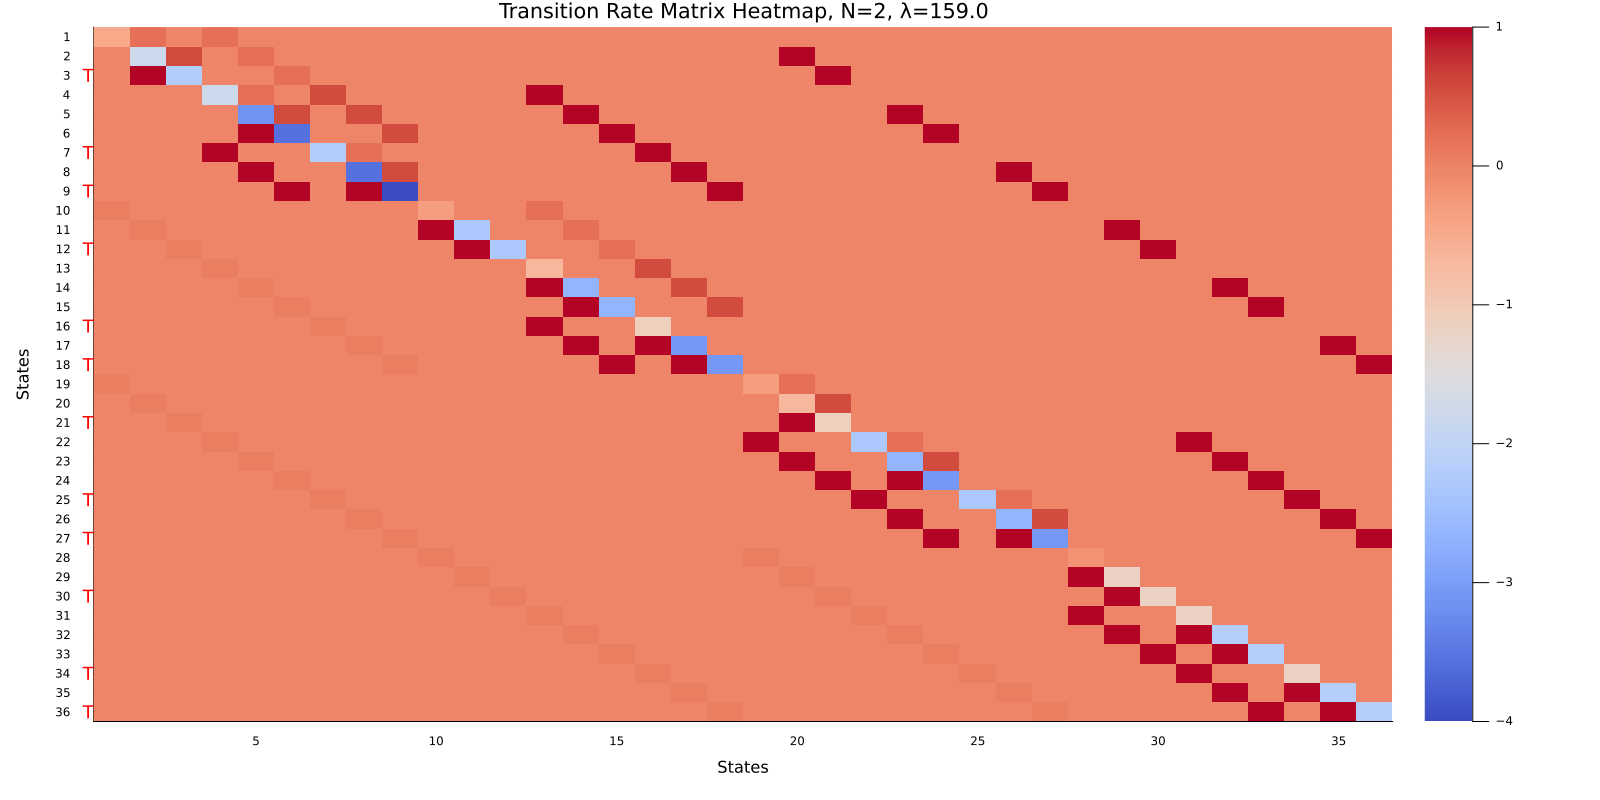 Transition Rate Matrix Heatmap, N=2, λ=159.0
1
2
3 T
4
5
6
7 T
8
9 T
10
11
12 T
13
14
15
16 T
17
18 T
19
20
21 T
22
23
24
25 T
26
27 T
28
29
30 T
31
32
33
34 T
35
36 T
States
5 10 15 20 25 30 35
States
1
0
−1
−2
−3
−4